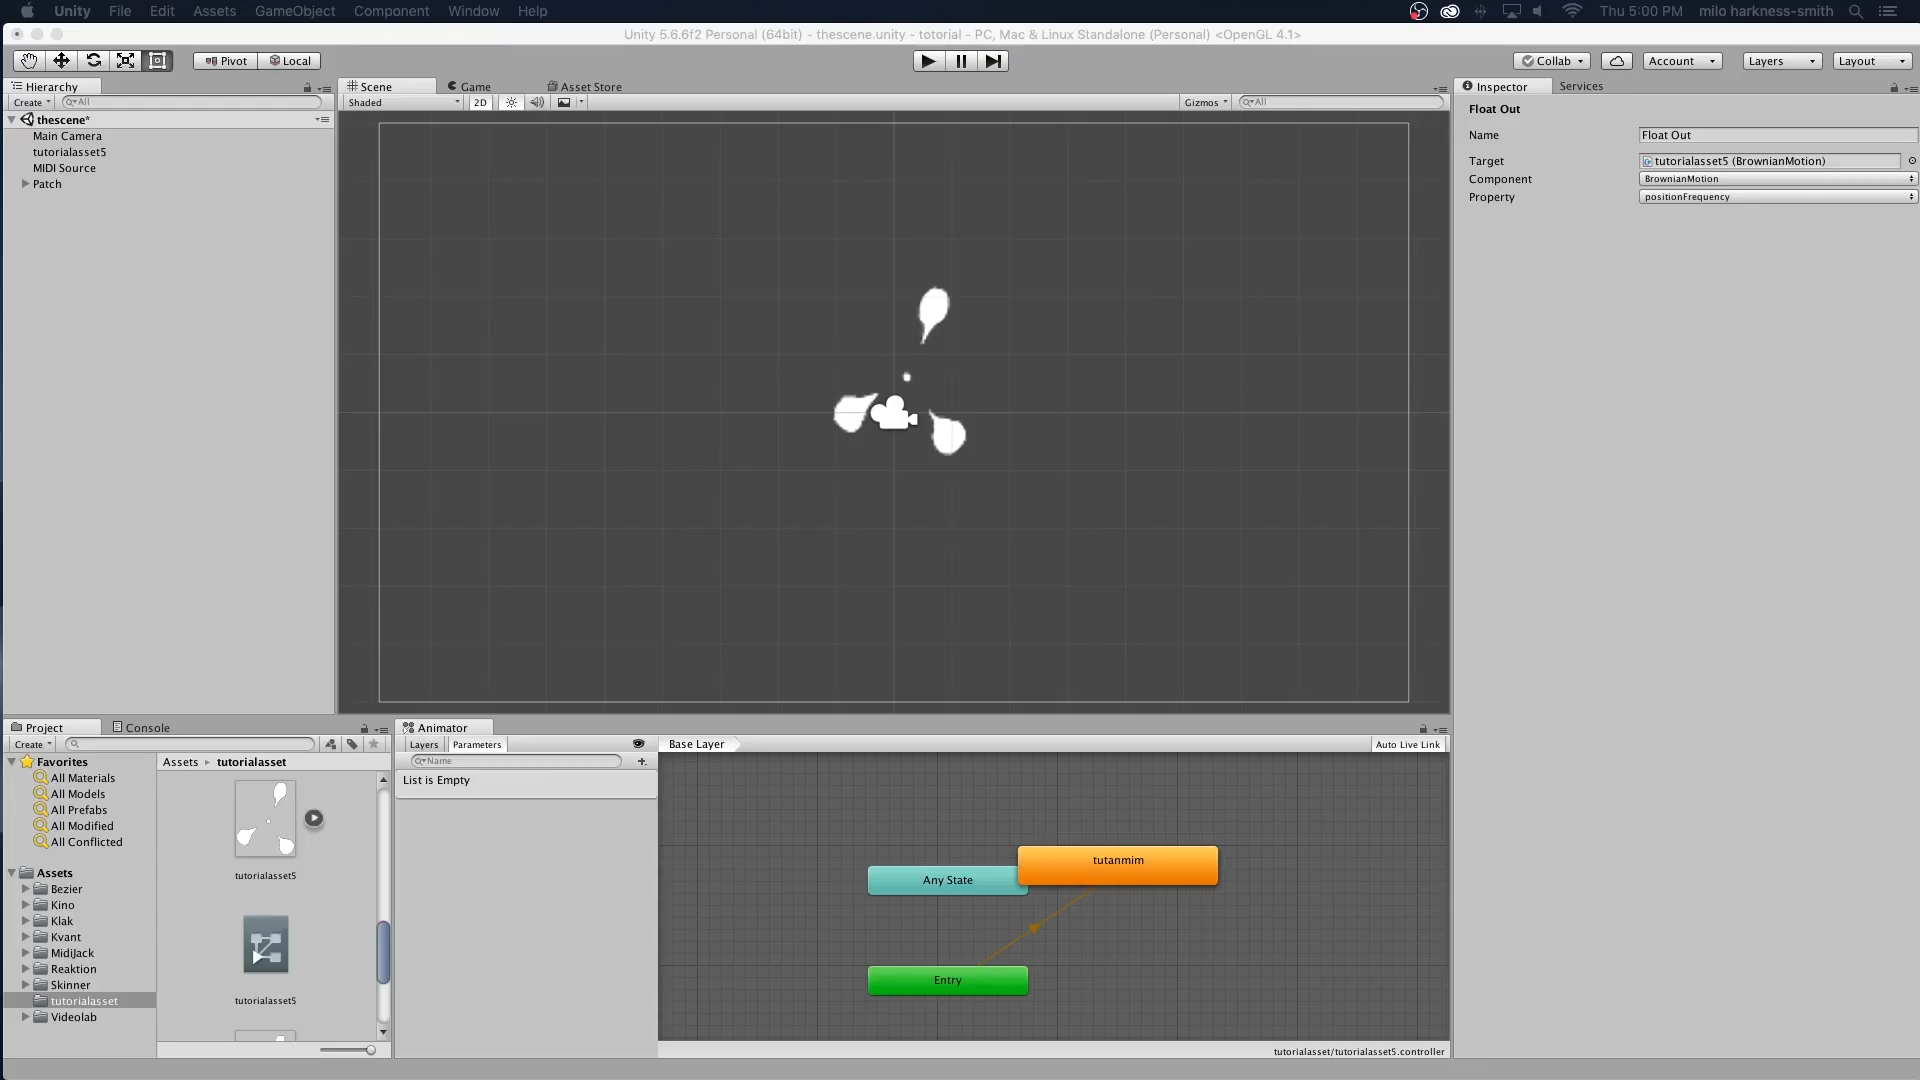 Unity File Edit Assets GameObject Component Window Help Thu 5:00 PM milo harkness-smith
Unity 5.6.6f2 Personal (64bit) - thescene.unity - totorial - PC, Mac & Linux Standalone (Personal) <OpenGL 4.1>
Pivot Local Collab Account Layers Layout
Hierarchy
Create All
thescene*
Main Camera
tutorialasset5
MIDI Source
Patch
Scene Game Asset Store
Shaded 2D Gizmos All
Inspector Services
Float Out
Name Float Out
Target tutorialasset5 (BrownianMotion)
Component BrownianMotion
Property positionFrequency
Project Console
Create
Favorites
All Materials
All Models
All Prefabs
All Modified
All Conflicted
Assets
Bezier
Kino
Klak
Kvant
MidiJack
Reaktion
Skinner
tutorialasset
Videolab
Assets tutorialasset
tutorialasset5
tutorialasset5
Animator
Layers Parameters
Name
List is Empty
Base Layer Auto Live Link
tutanmim
Any State
Entry
tutorialasset/tutorialasset5.controller